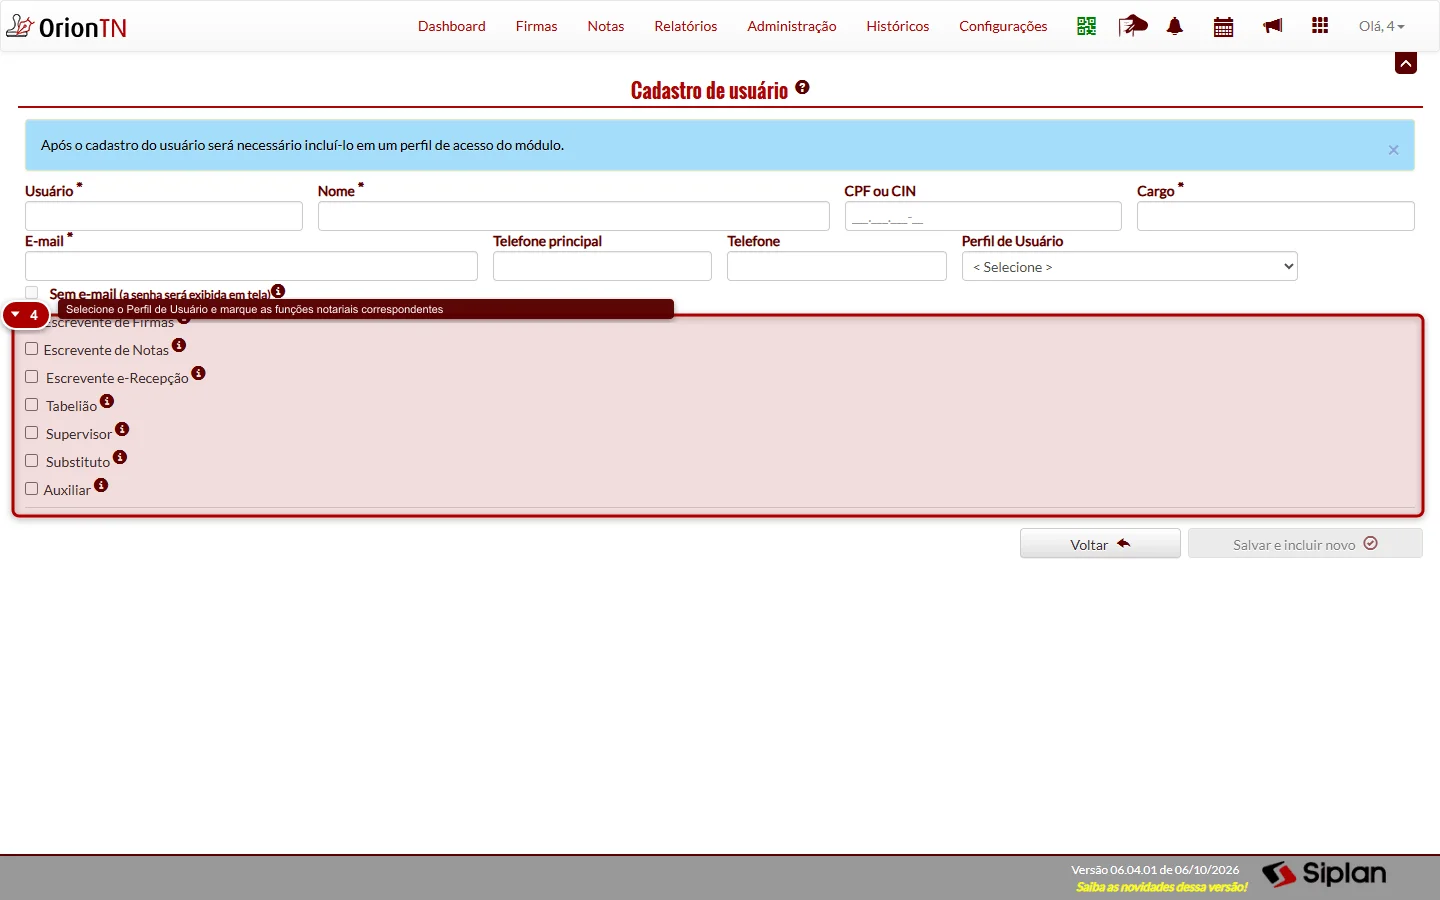 OrionTN
Dashboard Firmas Notas Relatórios Administração Históricos Configurações Olá, 4
Cadastro de usuário
Após o cadastro do usuário será necessário incluí-lo em um perfil de acesso do módulo.
×
Usuário * Nome * CPF ou CIN Cargo *
___.___.___-__
E-mail * Telefone principal Telefone Perfil de Usuário
< Selecione >
Sem e-mail (a senha será exibida em tela)
4 Selecione o Perfil de Usuário e marque as funções notariais correspondentes
Escrevente de Firmas
Escrevente de Notas
Escrevente e-Recepção
Tabelião
Supervisor
Substituto
Auxiliar
Voltar Salvar e incluir novo
Versão 06.04.01 de 06/10/2026
Saiba as novidades dessa versão!
Siplan